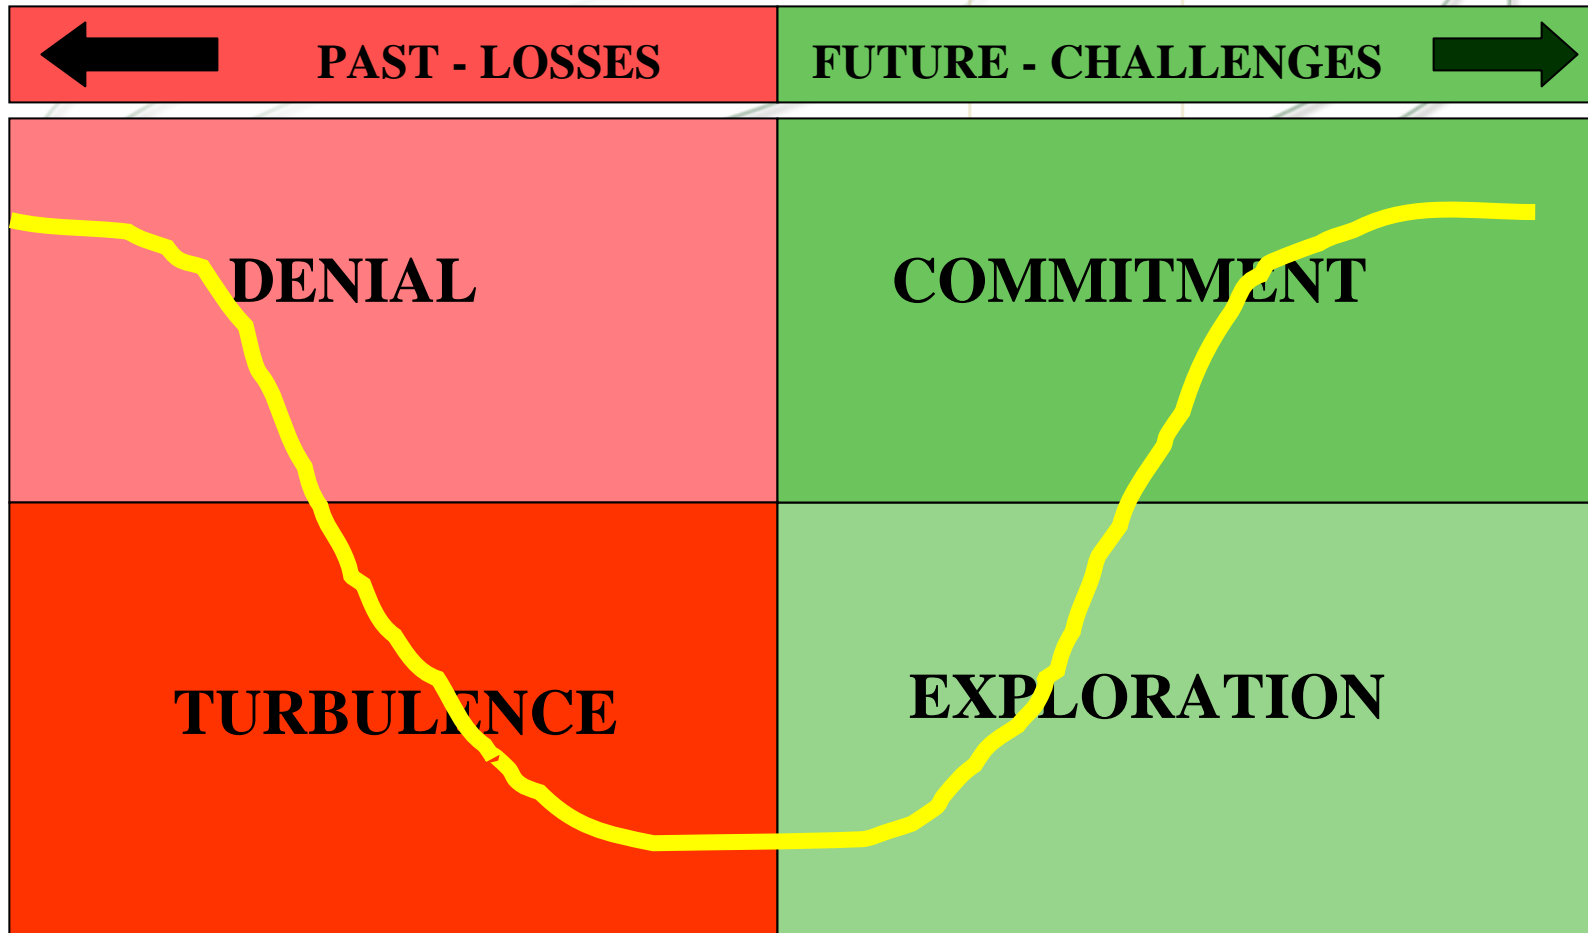 PAST - LOSSES
FUTURE - CHALLENGES
DENIAL
COMMITMENT
TURBULENCE
EXPLORATION